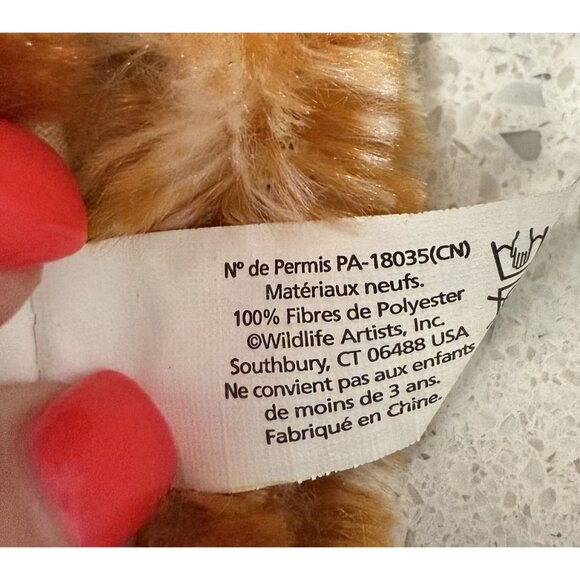 Nº de Permis PA-18035(CN)
Matériaux neufs.
100% Fibres de Polyester
©Wildlife Artists, Inc.
Southbury, CT 06488 USA
Ne convient pas aux enfants
de moins de 3 ans.
Fabriqué en Chine.